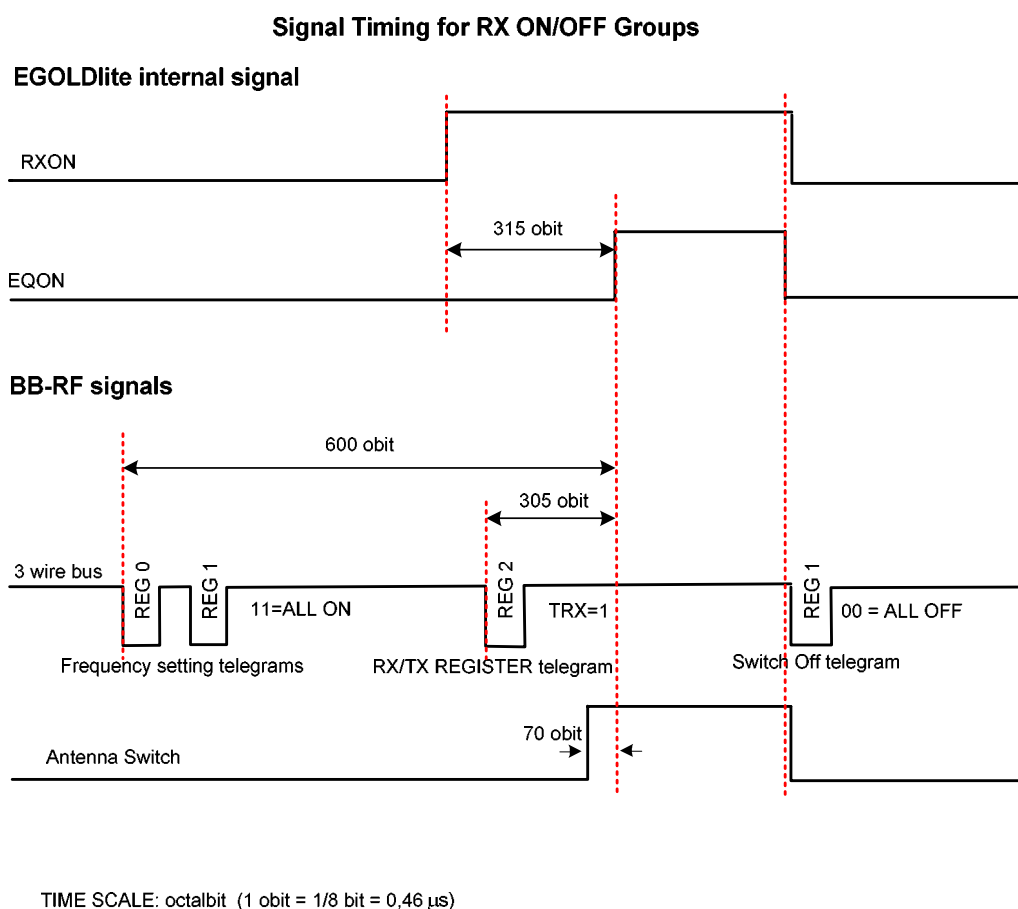 Signal Timing for RX ON/OFF Groups
EGOLDlite internal signal
RXON
315 obit
EQON
BB-RF signals
600 obit
305 obit
3 wire bus
REG 0
REG 1
11=ALL ON
REG 2
TRX=1
REG 1
00 = ALL OFF
Frequency setting telegrams
RX/TX REGISTER telegram
Switch Off telegram
70 obit
Antenna Switch
TIME SCALE: octalbit (1 obit = 1/8 bit = 0,46 µs)